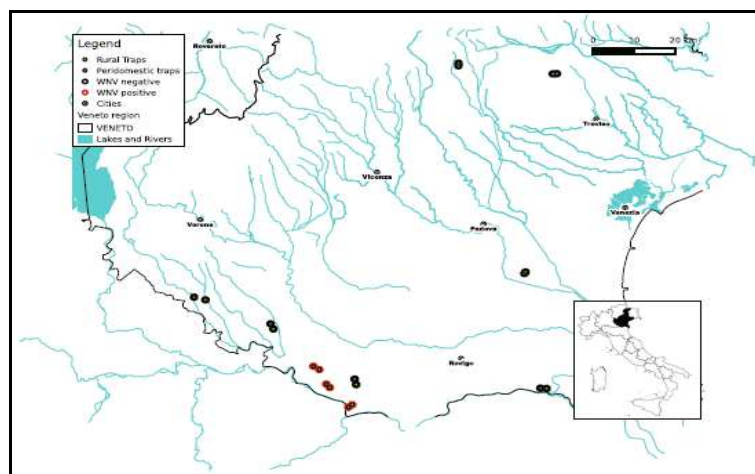 Legend
Rural Traps
Peridomestic traps
WNV negative
WNV positive
Cities
Veneto region
VENETO
Lakes and Rivers
Rovereto
0 10 20 km
Treviso
Vicenza
Venezia
Verona
Padova
Rovigo